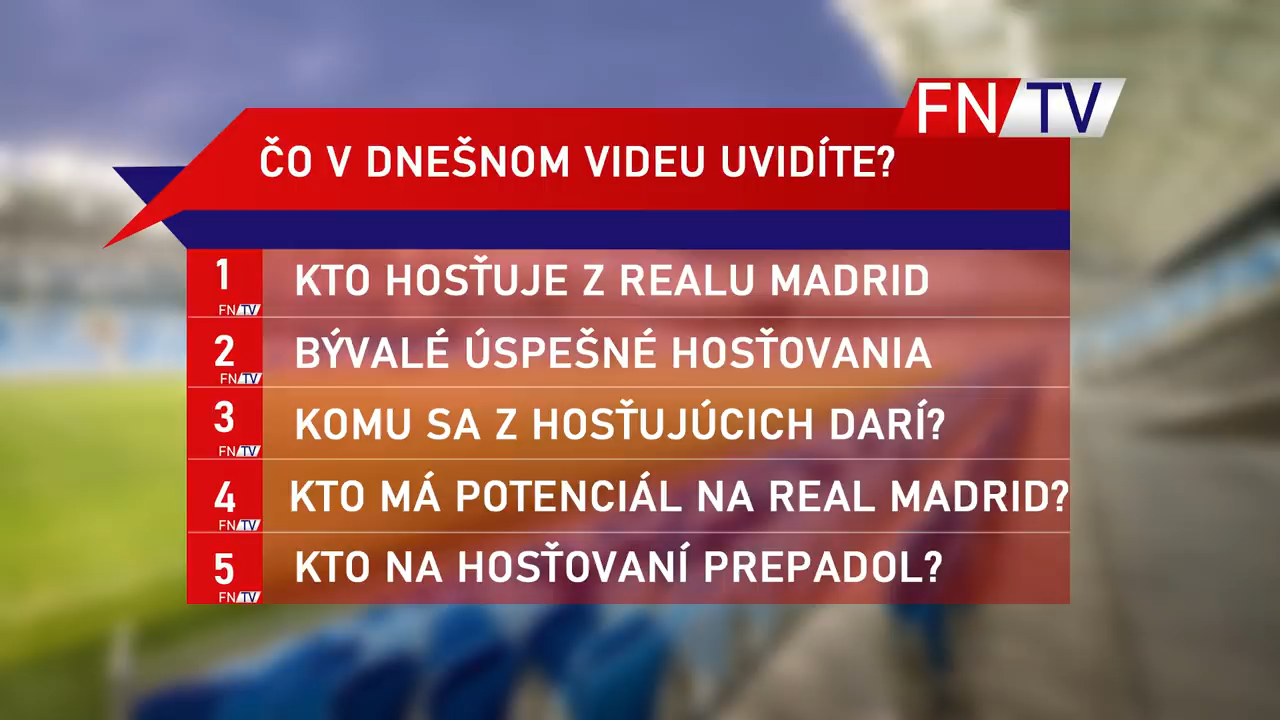 FN/TV
ČO V DNEŠNOM VIDEU UVIDÍTE?
1 KTO HOSŤUJE Z REALU MADRID
FN/TV
2 BÝVALÉ ÚSPEŠNÉ HOSŤOVANIA
FN/TV
3 KOMU SA Z HOSŤUJÚCICH DARÍ?
FN/TV
4 KTO MÁ POTENCIÁL NA REAL MADRID?
FN/TV
5 KTO NA HOSŤOVANÍ PREPADOL?
FN/TV